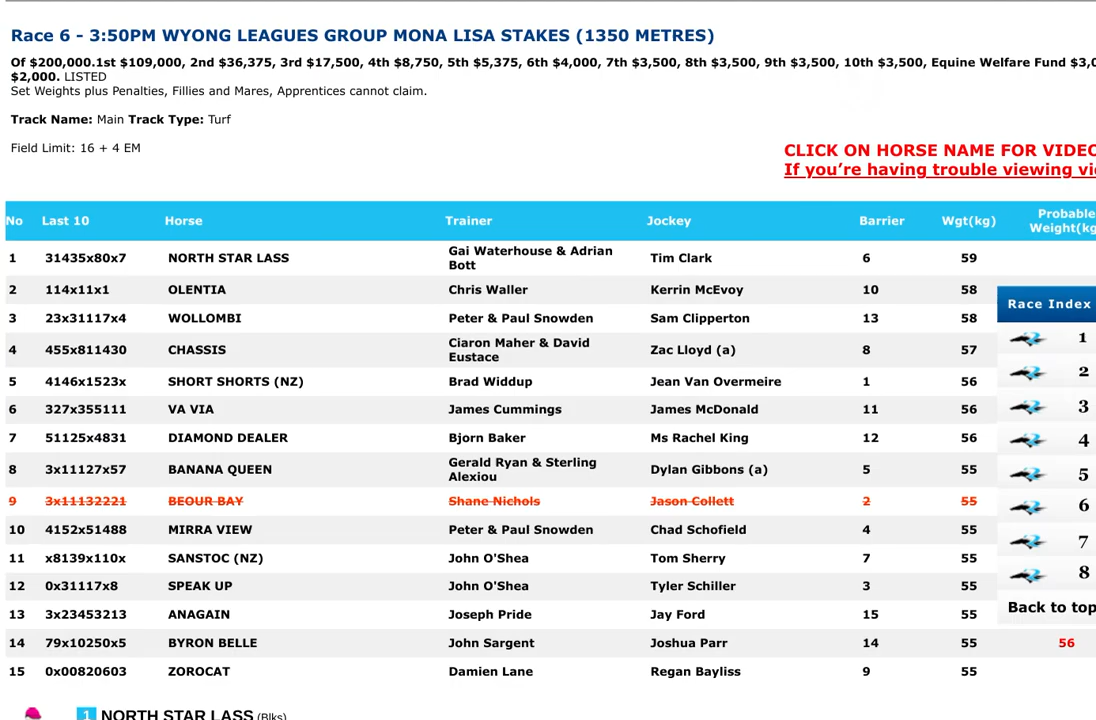 Race 6 - 3:50PM WYONG LEAGUES GROUP MONA LISA STAKES (1350 METRES)
Of $200,000.1st $109,000, 2nd $36,375, 3rd $17,500, 4th $8,750, 5th $5,375, 6th $4,000, 7th $3,500, 8th $3,500, 9th $3,500, 10th $3,500, Equine Welfare Fund $3,0
$2,000. LISTED
Set Weights plus Penalties, Fillies and Mares, Apprentices cannot claim.
Track Name: Main Track Type: Turf
Field Limit: 16 + 4 EM
CLICK ON HORSE NAME FOR VIDEO
If you’re having trouble viewing vi
No Last 10 Horse Trainer Jockey Barrier Wgt(kg) Probable Weight(kg
1 31435x80x7 NORTH STAR LASS Gai Waterhouse & Adrian Bott Tim Clark 6 59
2 114x11x1 OLENTIA Chris Waller Kerrin McEvoy 10 58
3 23x31117x4 WOLLOMBI Peter & Paul Snowden Sam Clipperton 13 58
4 455x811430 CHASSIS Ciaron Maher & David Eustace Zac Lloyd (a) 8 57
5 4146x1523x SHORT SHORTS (NZ) Brad Widdup Jean Van Overmeire 1 56
6 327x355111 VA VIA James Cummings James McDonald 11 56
7 51125x4831 DIAMOND DEALER Bjorn Baker Ms Rachel King 12 56
8 3x11127x57 BANANA QUEEN Gerald Ryan & Sterling Alexiou Dylan Gibbons (a) 5 55
9 3x11132221 BEOUR BAY Shane Nichols Jason Collett 2 55
10 4152x51488 MIRRA VIEW Peter & Paul Snowden Chad Schofield 4 55
11 x8139x110x SANSTOC (NZ) John O'Shea Tom Sherry 7 55
12 0x31117x8 SPEAK UP John O'Shea Tyler Schiller 3 55
13 3x23453213 ANAGAIN Joseph Pride Jay Ford 15 55
14 79x10250x5 BYRON BELLE John Sargent Joshua Parr 14 55 56
15 0x00820603 ZOROCAT Damien Lane Regan Bayliss 9 55
Race Index
1
2
3
4
5
6
7
8
Back to top
1 NORTH STAR LASS (Blks)